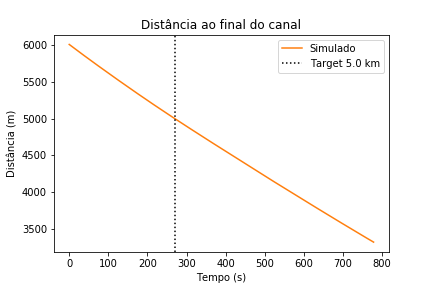 Distância ao final do canal
Simulado
Target 5.0 km
Distância (m)
6000
5500
5000
4500
4000
3500
0 100 200 300 400 500 600 700 800
Tempo (s)